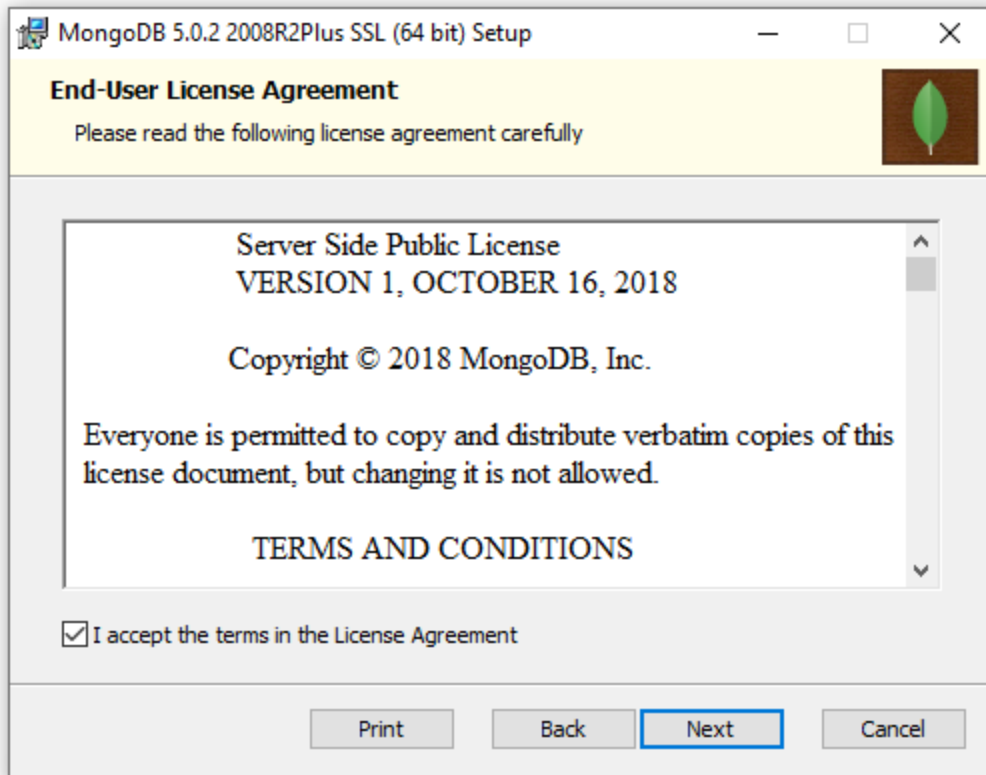 MongoDB 5.0.2 2008R2Plus SSL (64 bit) Setup
End-User License Agreement
Please read the following license agreement carefully
Server Side Public License
VERSION 1, OCTOBER 16, 2018
Copyright © 2018 MongoDB, Inc.
Everyone is permitted to copy and distribute verbatim copies of this
license document, but changing it is not allowed.
TERMS AND CONDITIONS
I accept the terms in the License Agreement
Print Back Next Cancel